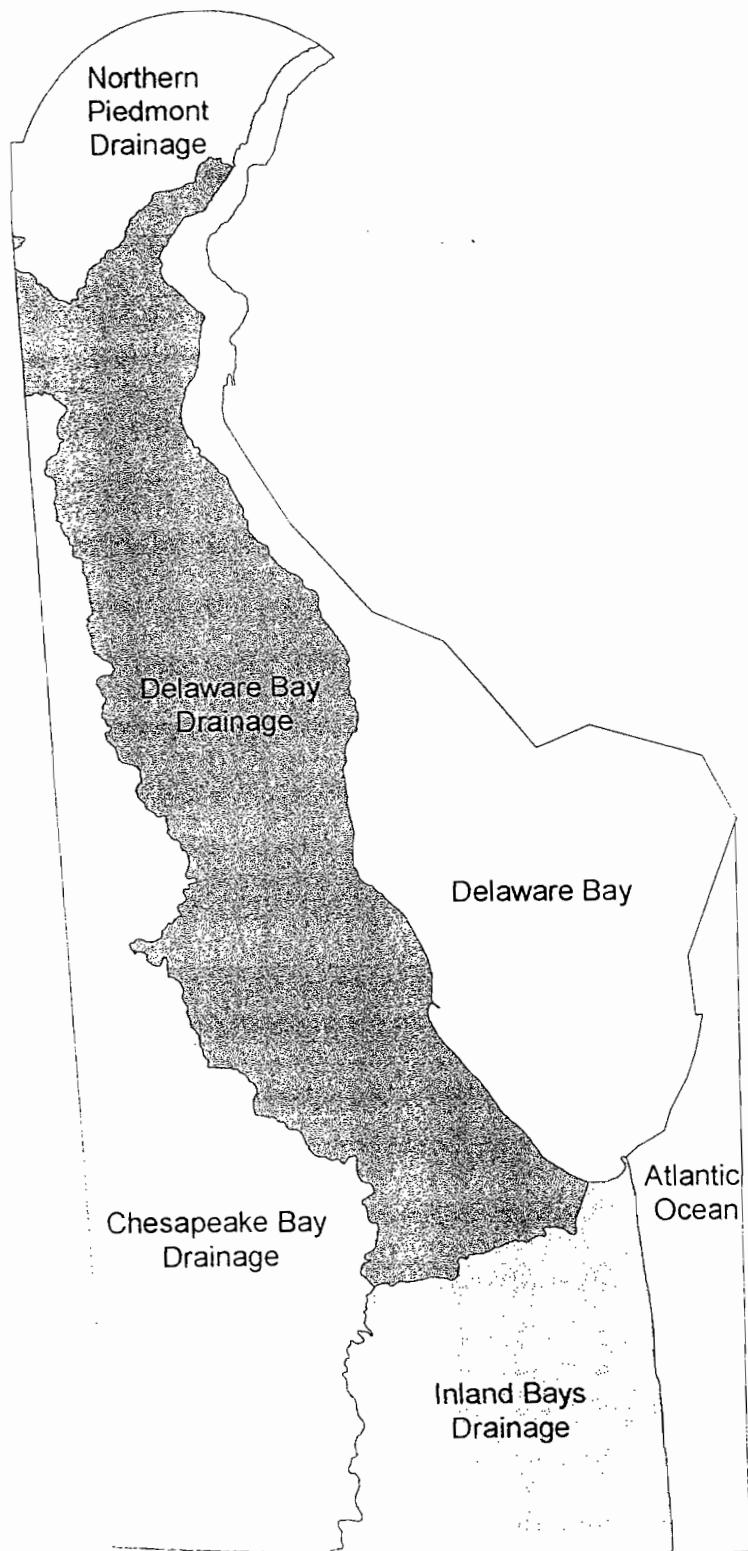 Northern
Piedmont
Drainage
Delaware Bay
Drainage
Delaware Bay
Atlantic
Ocean
Chesapeake Bay
Drainage
Inland Bays
Drainage